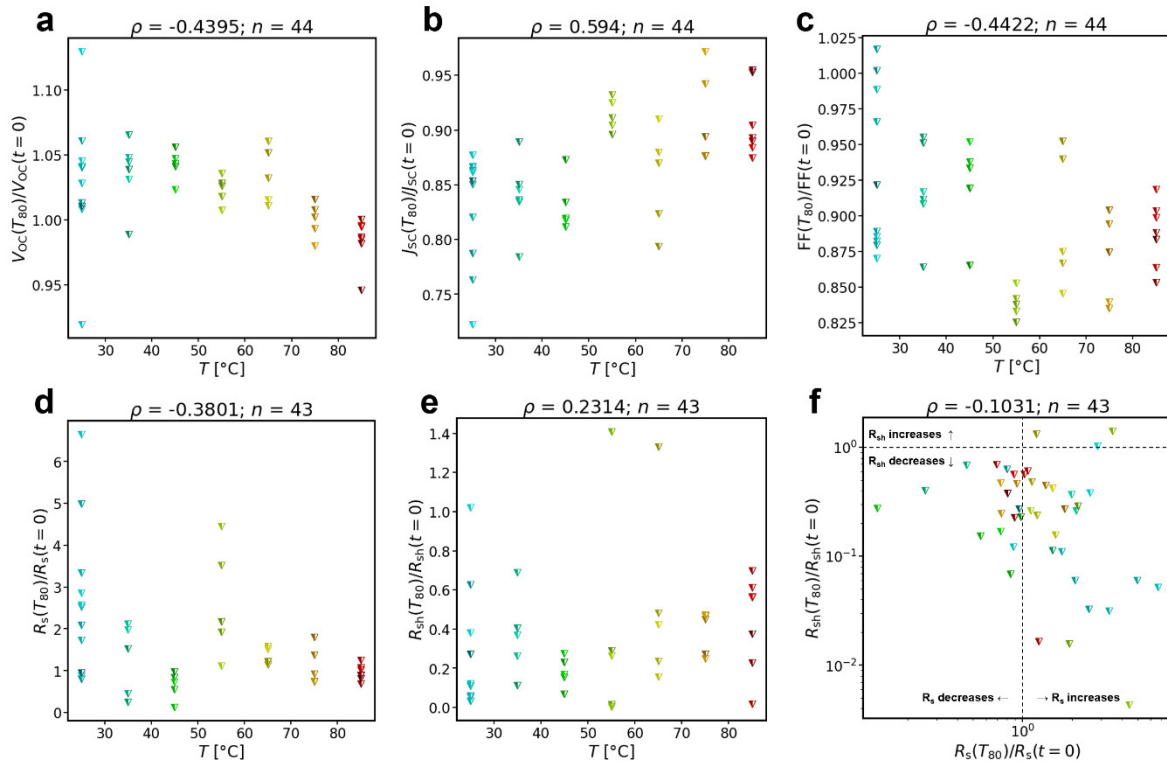 a
ρ = -0.4395; n = 44
V_OC(T_80)/V_OC(t = 0)
1.10
1.05
1.00
0.95
30 40 50 60 70 80
T [°C]
b
ρ = 0.594; n = 44
J_SC(T_80)/J_SC(t = 0)
0.95
0.90
0.85
0.80
0.75
30 40 50 60 70 80
T [°C]
c
ρ = -0.4422; n = 44
FF(T_80)/FF(t = 0)
1.025
1.000
0.975
0.950
0.925
0.900
0.875
0.850
0.825
30 40 50 60 70 80
T [°C]
d
ρ = -0.3801; n = 43
R_s(T_80)/R_s(t = 0)
6
5
4
3
2
1
0
30 40 50 60 70 80
T [°C]
e
ρ = 0.2314; n = 43
R_sh(T_80)/R_sh(t = 0)
1.4
1.2
1.0
0.8
0.6
0.4
0.2
0.0
30 40 50 60 70 80
T [°C]
f
ρ = -0.1031; n = 43
R_sh(T_80)/R_sh(t = 0)
10^0
10^-1
10^-2
R_sh increases ↑
R_sh decreases ↓
R_s decreases ← → R_s increases
10^0
R_s(T_80)/R_s(t = 0)